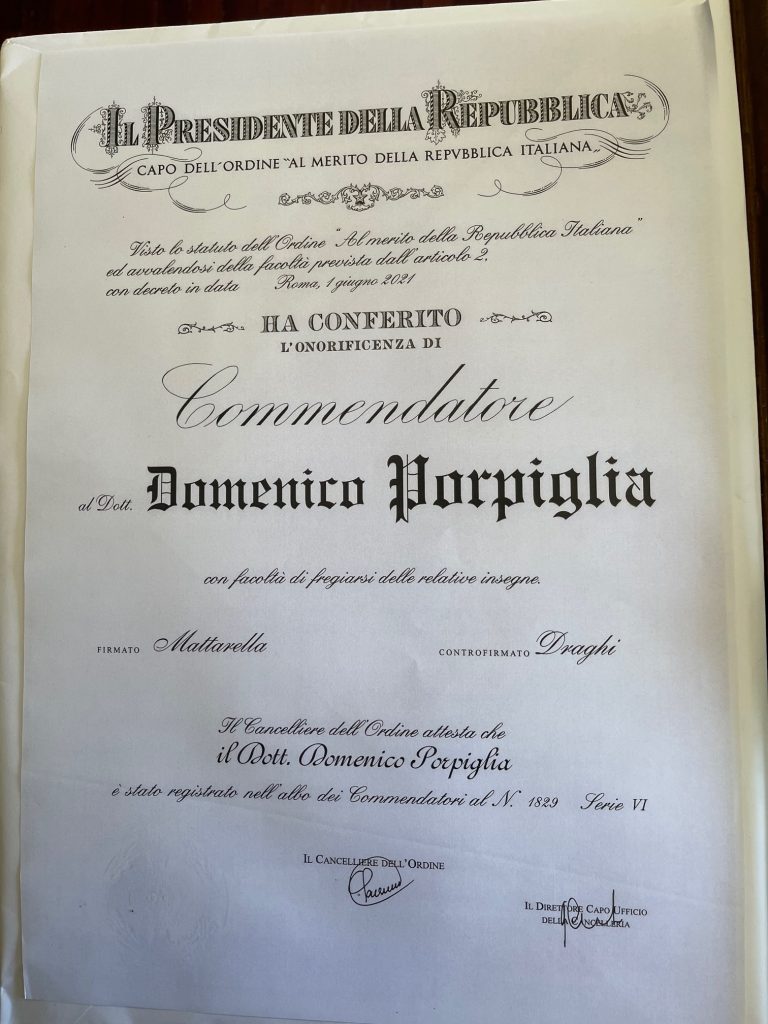 IL PRESIDENTE DELLA REPUBBLICA
CAPO DELL'ORDINE "AL MERITO DELLA REPVBBLICA ITALIANA„
Visto lo statuto dell'Ordine "Al merito della Repubblica Italiana"
ed avvalendosi della facoltà prevista dall'articolo 2,
con decreto in data Roma, 1 giugno 2021
HA CONFERITO
L'ONORIFICENZA DI
Commendatore
al Dott. Domenico Porpiglia
con facoltà di fregiarsi delle relative insegne.
FIRMATO Mattarella CONTROFIRMATO Draghi
Il Cancelliere dell'Ordine attesta che
il Dott. Domenico Porpiglia
è stato registrato nell'albo dei Commendatori al N. 1829 Serie VI
IL CANCELLIERE DELL'ORDINE
IL DIRETTORE CAPO UFFICIO
DELLA CANCELLERIA